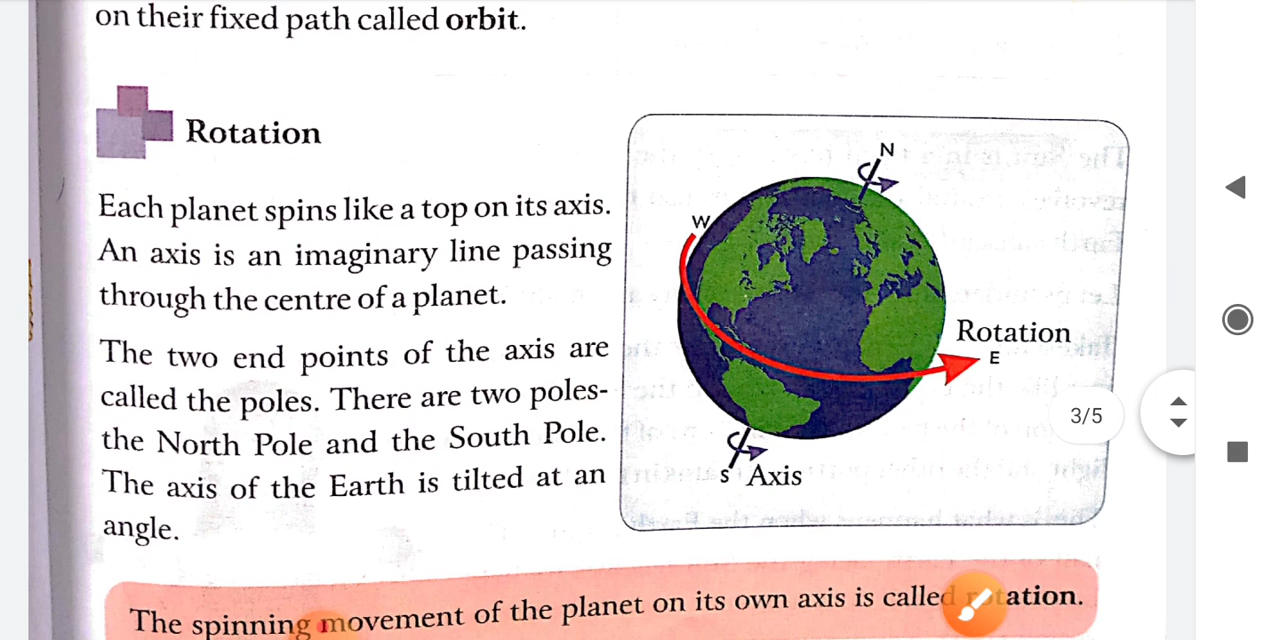 on their fixed path called orbit.
Rotation
Each planet spins like a top on its axis.
An axis is an imaginary line passing
through the centre of a planet.
The two end points of the axis are
called the poles. There are two poles-
the North Pole and the South Pole.
The axis of the Earth is tilted at an
angle.
N
W
Rotation
E
S Axis
3/5
The spinning movement of the planet on its own axis is called rotation.